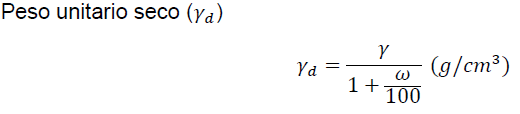 Peso unitario seco (γ_d)
γ_d = γ / (1 + ω/100) (g/cm³)